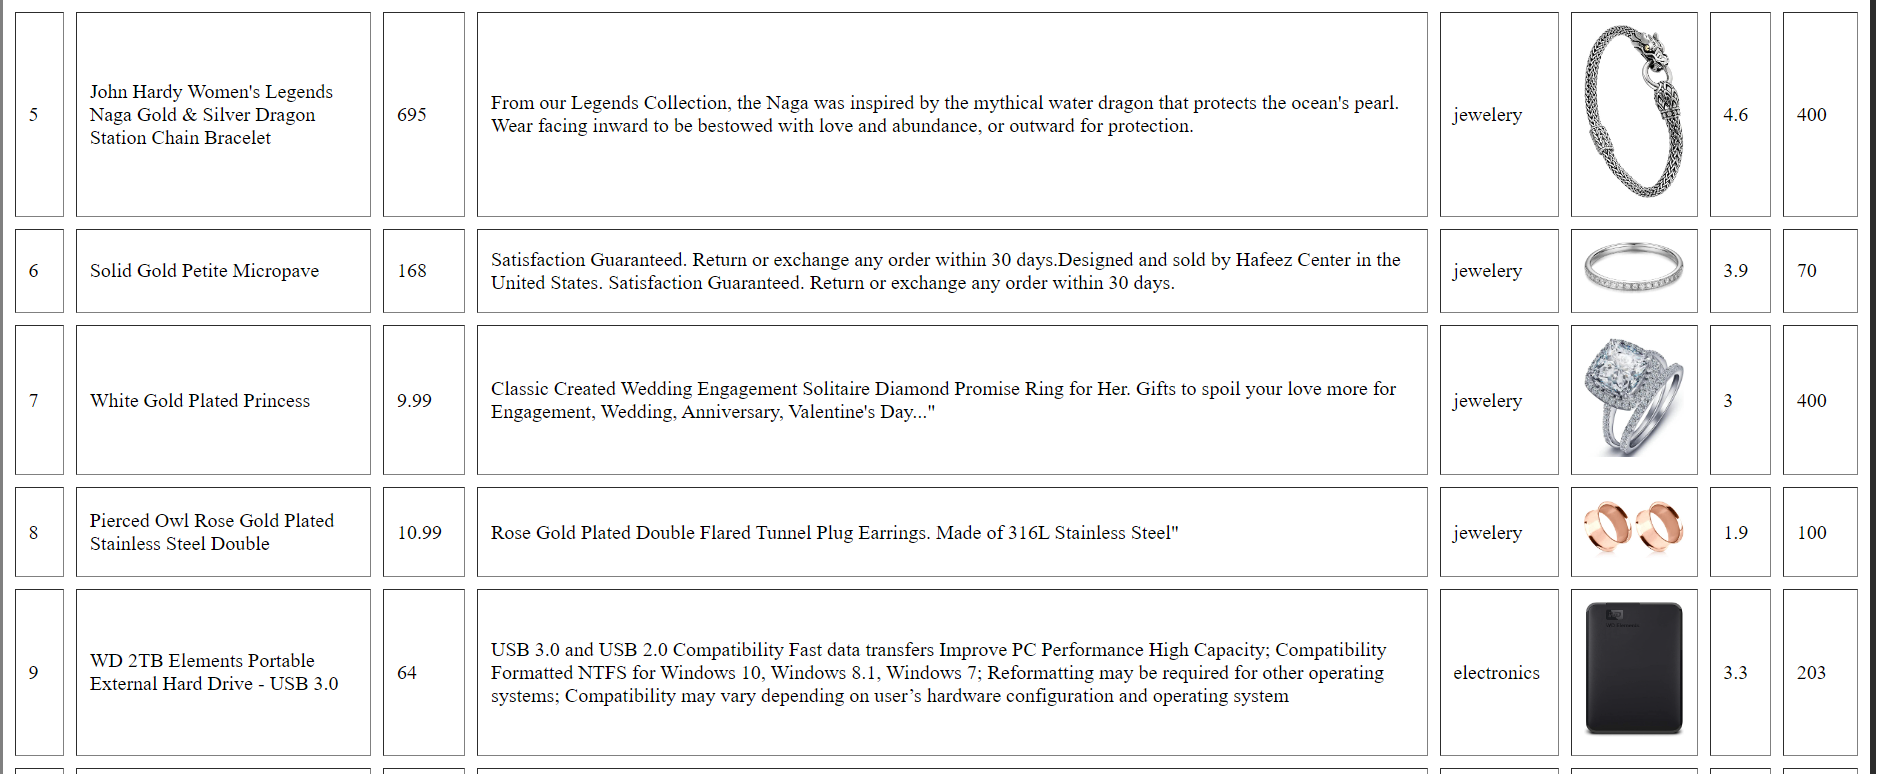 5
John Hardy Women's Legends
Naga Gold & Silver Dragon
Station Chain Bracelet
695
From our Legends Collection, the Naga was inspired by the mythical water dragon that protects the ocean's pearl.
Wear facing inward to be bestowed with love and abundance, or outward for protection.
jewelery
4.6
400
6
Solid Gold Petite Micropave
168
Satisfaction Guaranteed. Return or exchange any order within 30 days.Designed and sold by Hafeez Center in the
United States. Satisfaction Guaranteed. Return or exchange any order within 30 days.
jewelery
3.9
70
7
White Gold Plated Princess
9.99
Classic Created Wedding Engagement Solitaire Diamond Promise Ring for Her. Gifts to spoil your love more for
Engagement, Wedding, Anniversary, Valentine's Day..."
jewelery
3
400
8
Pierced Owl Rose Gold Plated
Stainless Steel Double
10.99
Rose Gold Plated Double Flared Tunnel Plug Earrings. Made of 316L Stainless Steel"
jewelery
1.9
100
9
WD 2TB Elements Portable
External Hard Drive - USB 3.0
64
USB 3.0 and USB 2.0 Compatibility Fast data transfers Improve PC Performance High Capacity; Compatibility
Formatted NTFS for Windows 10, Windows 8.1, Windows 7; Reformatting may be required for other operating
systems; Compatibility may vary depending on user’s hardware configuration and operating system
electronics
3.3
203